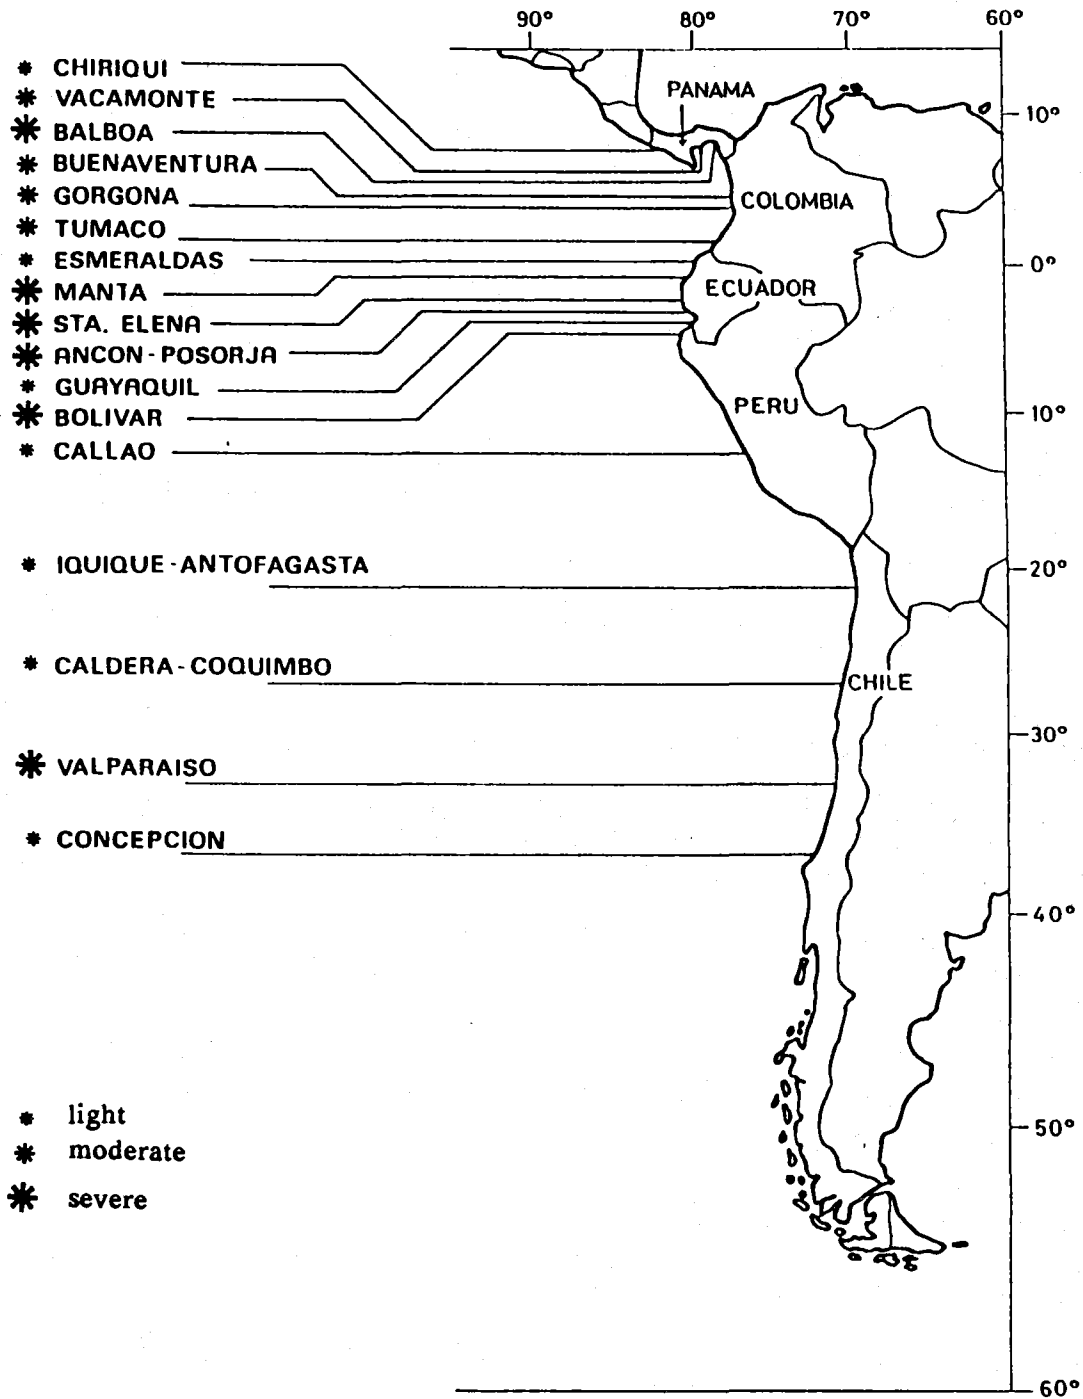 90° 80° 70° 60°
* CHIRIQUI
* VACAMONTE
* BALBOA
* BUENAVENTURA
* GORGONA
* TUMACO
* ESMERALDAS
* MANTA
* STA. ELENA
* ANCON-POSORJA
* GUAYAQUIL
* BOLIVAR
* CALLAO
* IQUIQUE-ANTOFAGASTA
* CALDERA-COQUIMBO
* VALPARAISO
* CONCEPCION
PANAMA
COLOMBIA
ECUADOR
PERU
CHILE
10°
0°
10°
20°
30°
40°
50°
60°
* light
* moderate
* severe